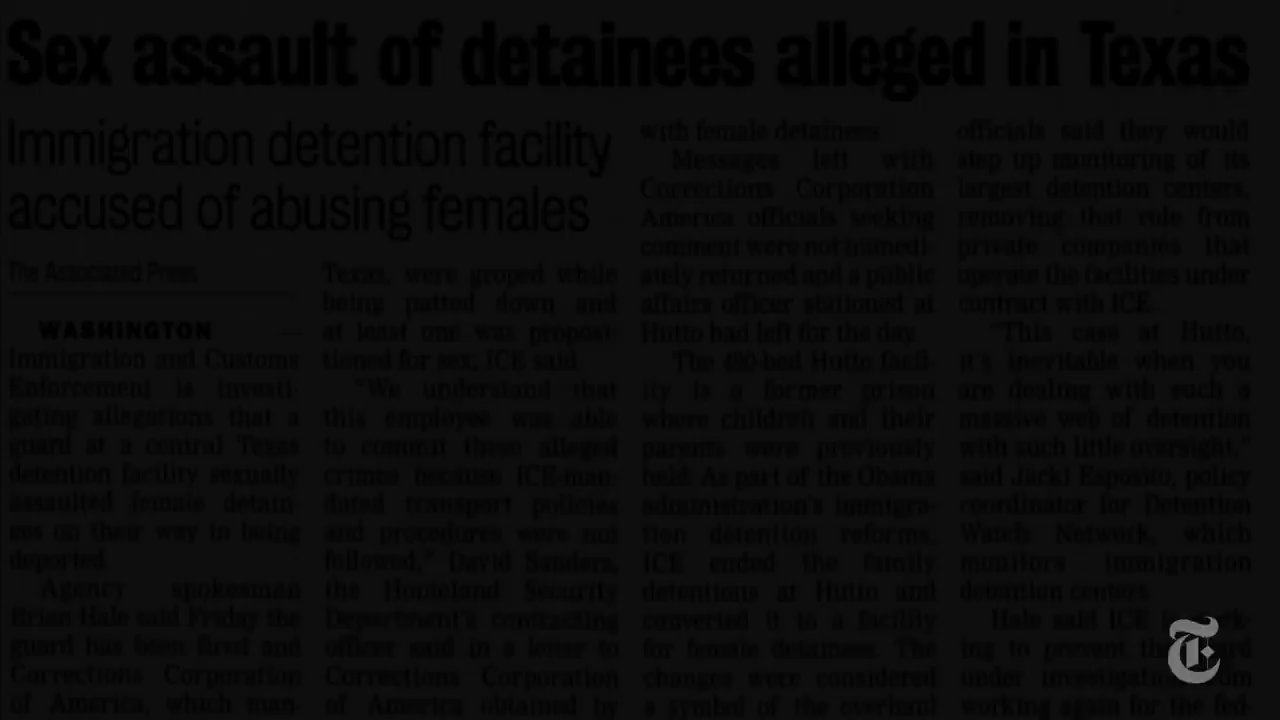 Sex assault of detainees alleged in Texas
Immigration detention facility
accused of abusing females
The Associated Press
WASHINGTON
Immigration and Customs
Enforcement is investi-
gating allegations that a
guard at a central Texas
detention facility sexually
assaulted female detain-
ees on their way to being
deported.
Agency spokesman
Brian Hale said Friday the
guard has been fired and
Corrections Corporation
of America, which man-
Texas, were groped while
being patted down and
at least one was proposi-
tioned for sex, ICE said.
"We understand that
this employee was able
to commit these alleged
crimes because ICE-man-
dated transport policies
and procedures were not
followed," David Sanders,
the Homeland Security
Department's contracting
officer said in a letter to
Corrections Corporation
of America obtained by
with female detainees.
Messages left with
Corrections Corporation
America officials seeking
comment were not immedi-
ately returned and a public
affairs officer stationed at
Hutto had left for the day.
The 490-bed Hutto facil-
ity is a former prison
where children and their
parents were previously
held. As part of the Obama
administration's immigra-
tion detention reforms,
ICE ended the family
detentions at Hutto and
converted it to a facility
for female detainees. The
changes were considered
a symbol of the overhaul
officials said they would
step up monitoring of its
largest detention centers,
removing that role from
private companies that
operate the facilities under
contract with ICE.
"This case at Hutto,
it's inevitable when you
are dealing with such a
massive web of detention
with such little oversight,"
said Jacki Esposito, policy
coordinator for Detention
Watch Network, which
monitors immigration
detention centers.
Hale said ICE is work-
ing to prevent the guard
under investigation from
working again for the fed-
T